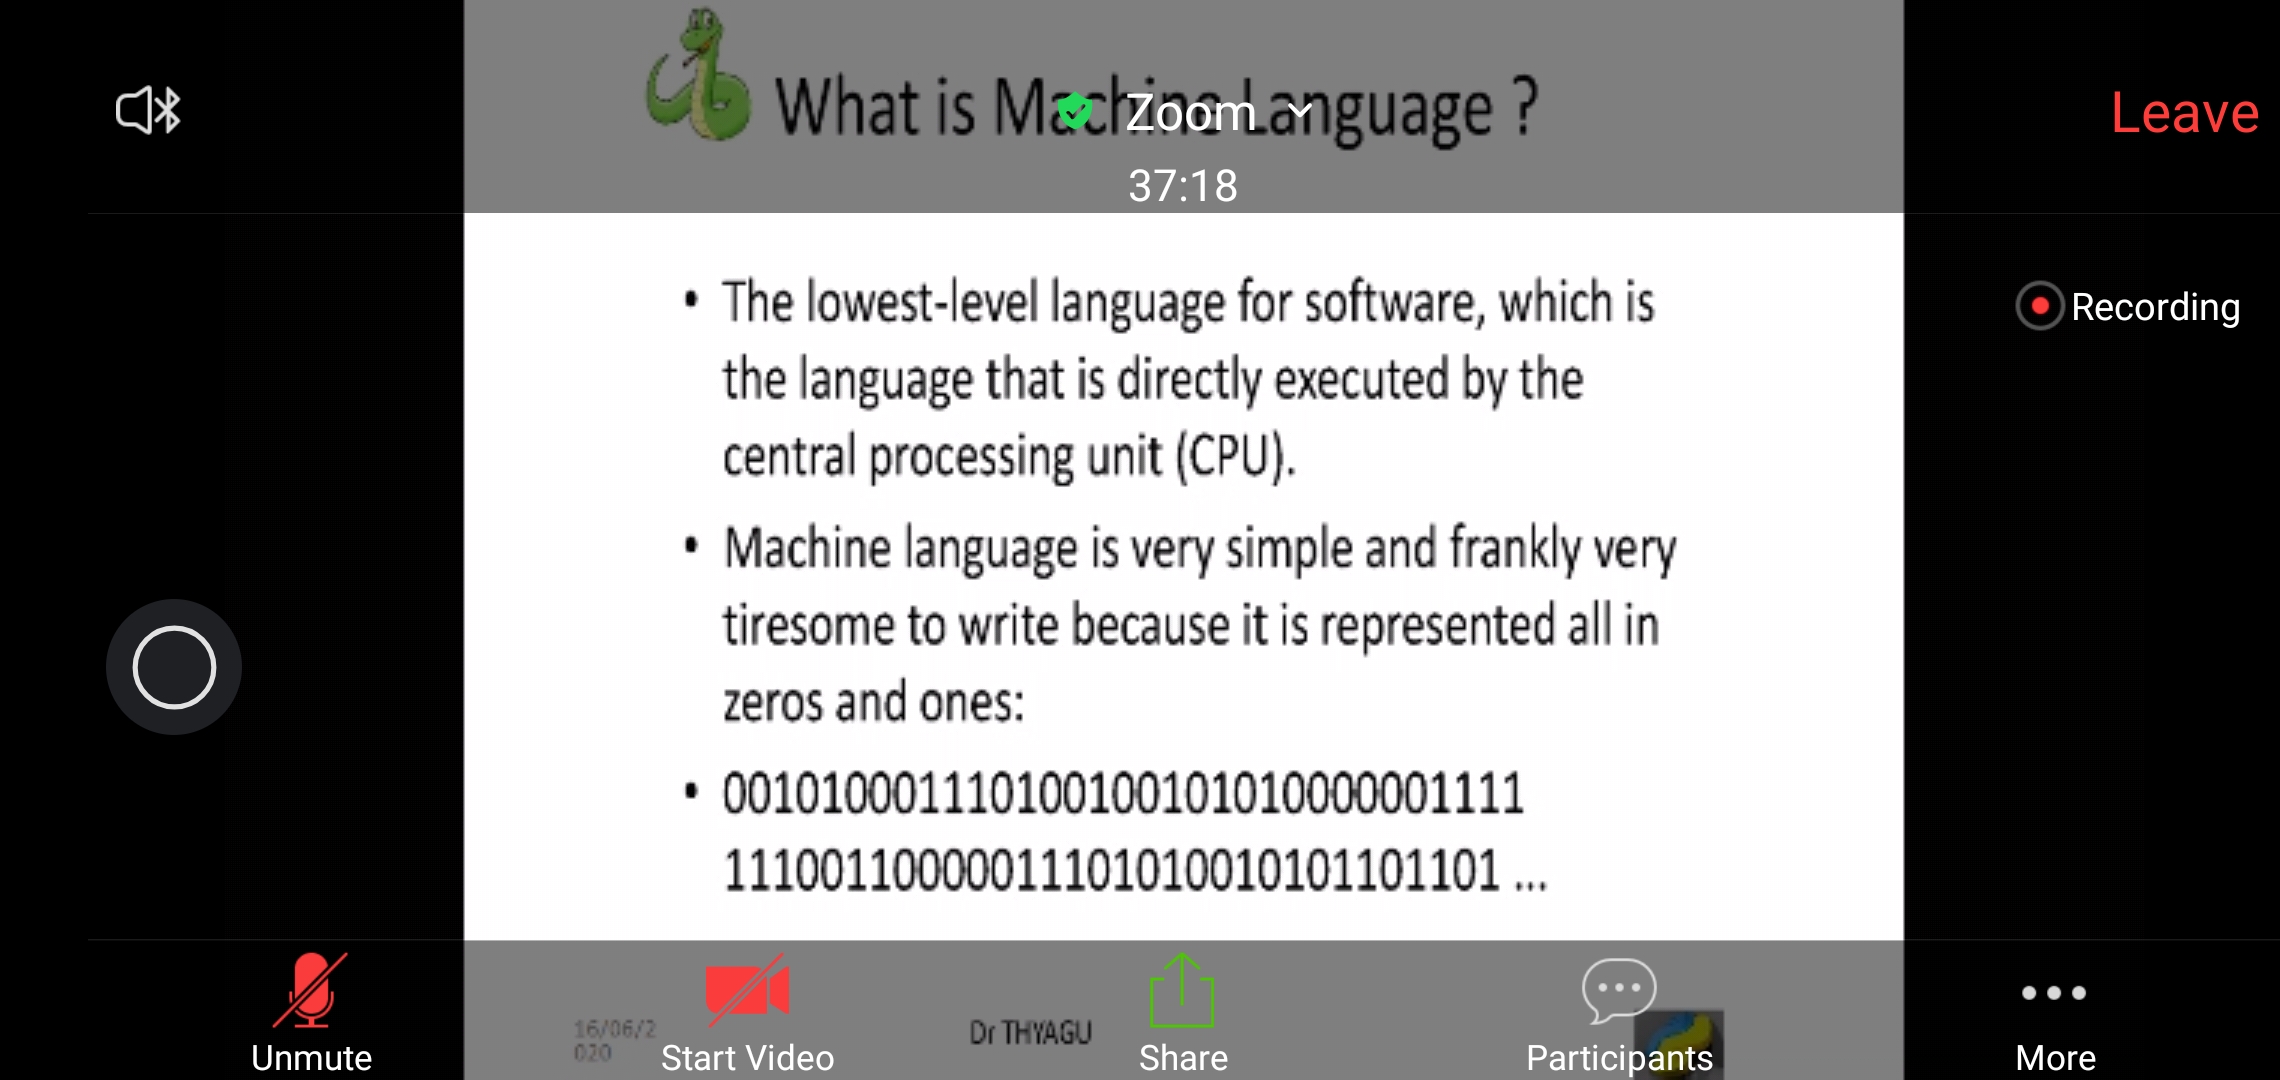 What is Machine Language ?
Zoom
Leave
37:18
Recording
• The lowest-level language for software, which is
the language that is directly executed by the
central processing unit (CPU).
• Machine language is very simple and frankly very
tiresome to write because it is represented all in
zeros and ones:
• 001010001110100100101010000001111
11100110000011101010010101101101 ...
16/06/2
020
Dr THYAGU
Unmute
Start Video
Share
Participants
More